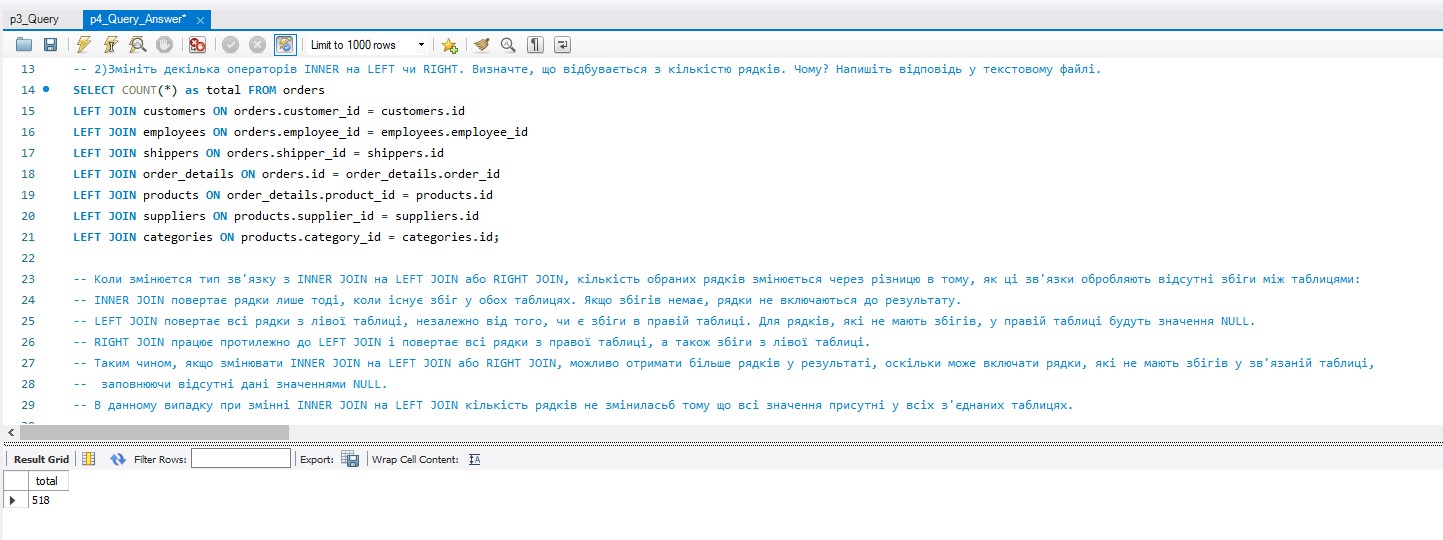 p3_Query p4_Query_Answer*
Limit to 1000 rows
13 -- 2)Змініть декілька операторів INNER на LEFT чи RIGHT. Визначте, що відбувається з кількістю рядків. Чому? Напишіть відповідь у текстовому файлі.
14 SELECT COUNT(*) as total FROM orders
15 LEFT JOIN customers ON orders.customer_id = customers.id
16 LEFT JOIN employees ON orders.employee_id = employees.employee_id
17 LEFT JOIN shippers ON orders.shipper_id = shippers.id
18 LEFT JOIN order_details ON orders.id = order_details.order_id
19 LEFT JOIN products ON order_details.product_id = products.id
20 LEFT JOIN suppliers ON products.supplier_id = suppliers.id
21 LEFT JOIN categories ON products.category_id = categories.id;
22
23 -- Коли змінюєтся тип зв'язку з INNER JOIN на LEFT JOIN або RIGHT JOIN, кількість обраних рядків змінюється через різницю в тому, як ці зв'язки обробляють відсутні збіги між таблицями:
24 -- INNER JOIN повертає рядки лише тоді, коли існує збіг у обох таблицях. Якщо збігів немає, рядки не включаються до результату.
25 -- LEFT JOIN повертає всі рядки з лівої таблиці, незалежно від того, чи є збіги в правій таблиці. Для рядків, які не мають збігів, у правій таблиці будуть значення NULL.
26 -- RIGHT JOIN працює протилежно до LEFT JOIN і повертає всі рядки з правої таблиці, а також збіги з лівої таблиці.
27 -- Таким чином, якщо змінювати INNER JOIN на LEFT JOIN або RIGHT JOIN, можливо отримати більше рядків у результаті, оскільки може включати рядки, які не мають збігів у зв'язаній таблиці,
28 --  заповнюючи відсутні дані значеннями NULL.
29 -- В данному випадку при змінні INNER JOIN на LEFT JOIN кількість рядків не зміниласьб тому що всі значення присутні у всіх з'єднаних таблицях.
Result Grid Filter Rows: Export: Wrap Cell Content:
total
518